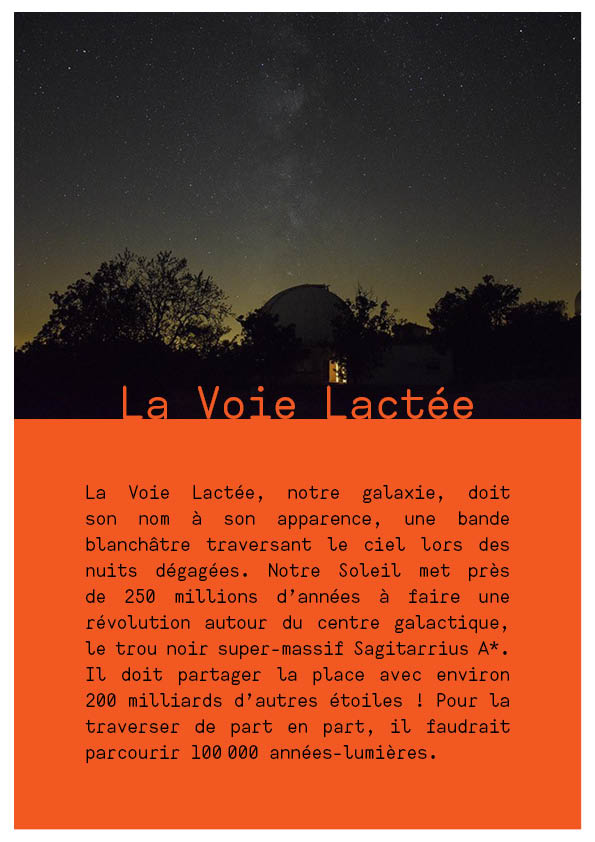 La Voie Lactée
La Voie Lactée, notre galaxie, doit
son nom à son apparence, une bande
blanchâtre traversant le ciel lors des
nuits dégagées. Notre Soleil met près
de 250 millions d’années à faire une
révolution autour du centre galactique,
le trou noir super-massif Sagitarrius A*.
Il doit partager la place avec environ
200 milliards d’autres étoiles ! Pour la
traverser de part en part, il faudrait
parcourir 100 000 années-lumières.